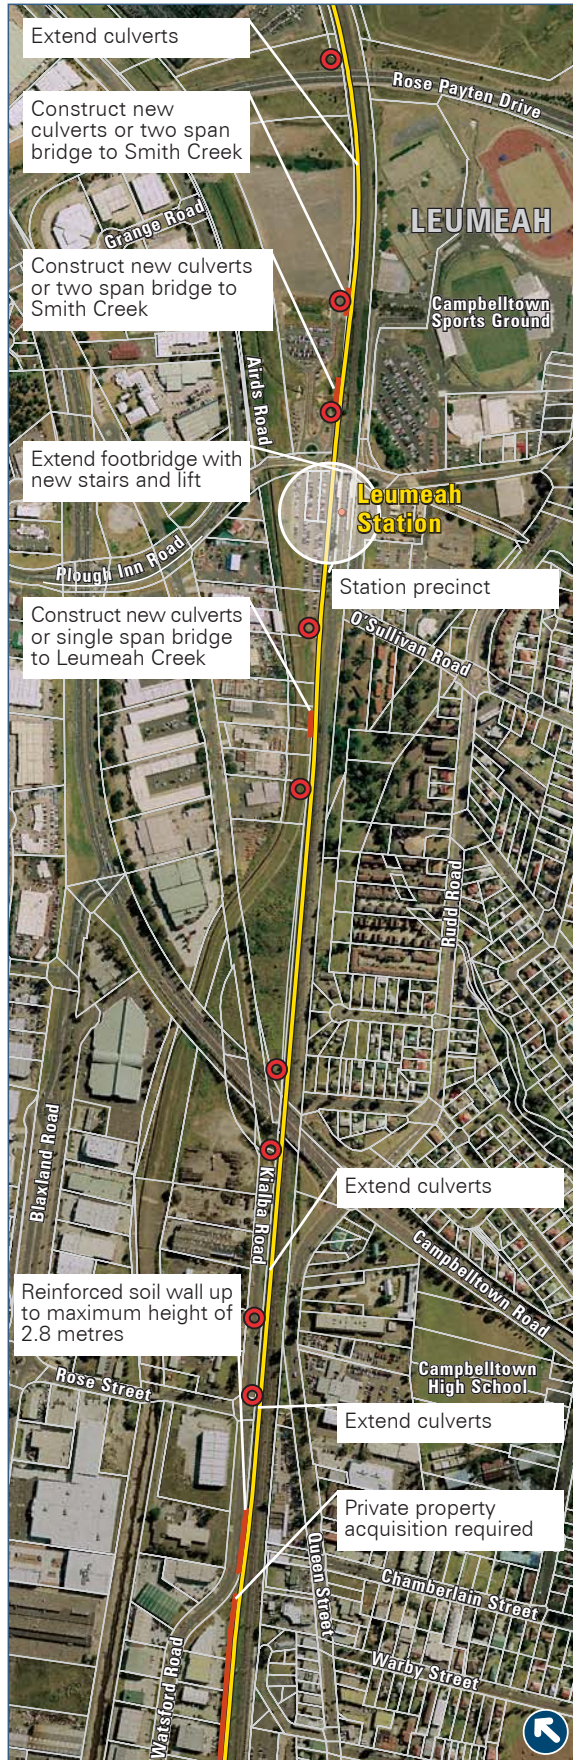 Extend culverts
Rose Payten Drive
Construct new
culverts or two span
bridge to Smith Creek
Grange Road
LEUMEAH
Construct new culverts
or two span bridge to
Smith Creek
Campbelltown
Sports Ground
Airds Road
Extend footbridge with
new stairs and lift
Leumeah
Station
Plough Inn Road
Station precinct
Construct new culverts
or single span bridge
to Leumeah Creek
O'Sullivan Road
Rudd Road
Blaxland Road
Kialba Road
Extend culverts
Campbelltown Road
Reinforced soil wall up
to maximum height of
2.8 metres
Rose Street
Campbelltown
High School
Extend culverts
Private property
acquisition required
Queen Street
Chamberlain Street
Warby Street
Watsford Road